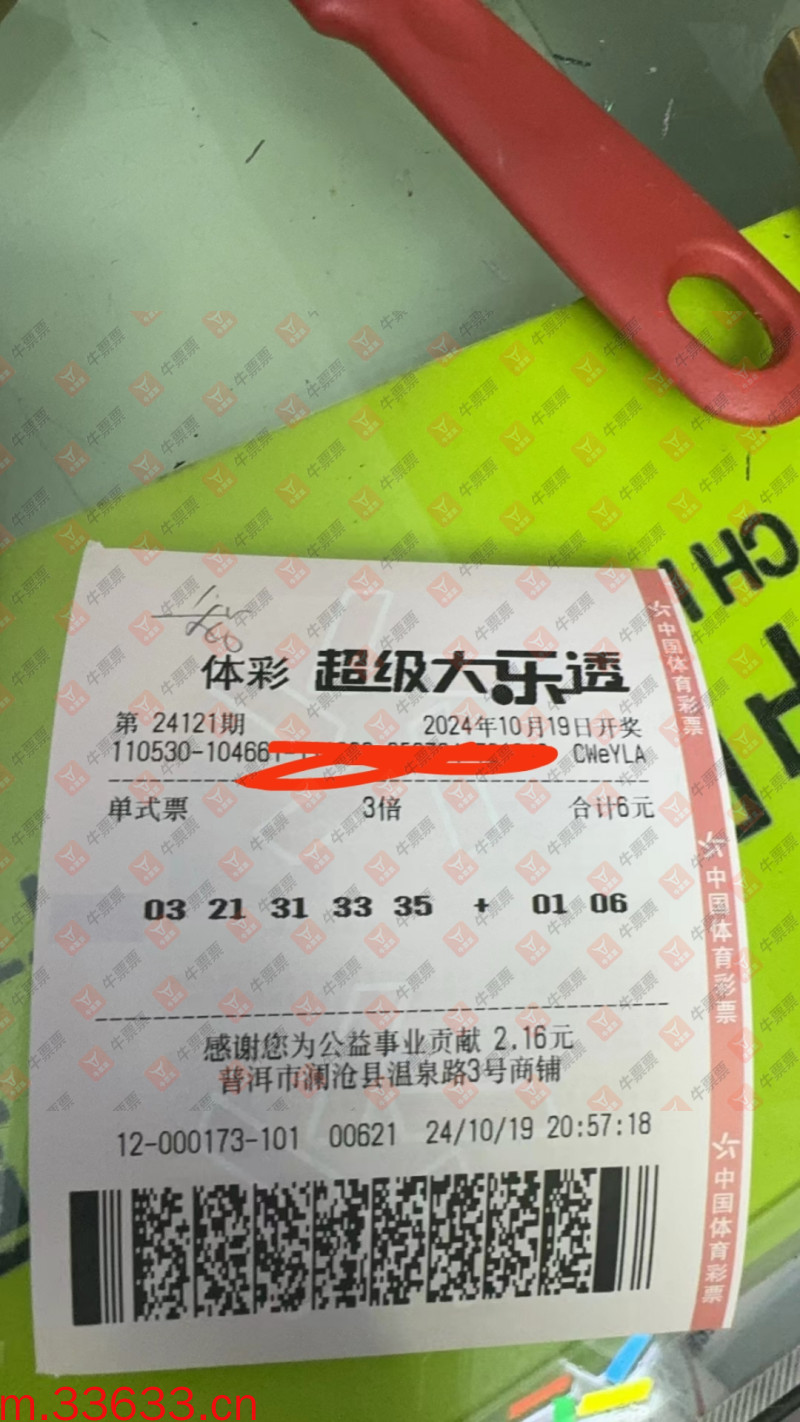 CHI
体彩 超级大乐透
第 24121期 2024年10月19日开奖
110530-104661- CWeYLA
单式票 3倍 合计6元
03 21 31 33 35 + 01 06
感谢您为公益事业贡献 2.16元
普洱市澜沧县温泉路3号商铺
12-000173-101 00621 24/10/19 20:57:18
中国体育彩票
中国体育彩票
中国体育彩票
牛票票
m.33633.cn